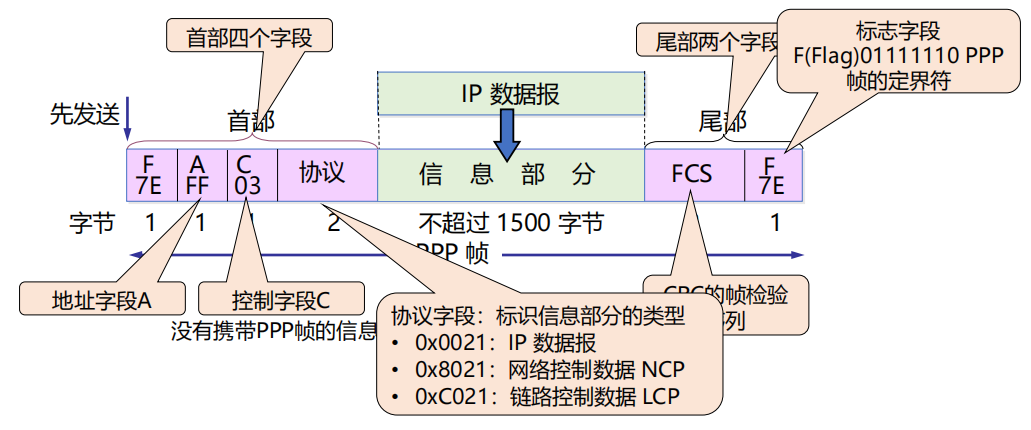 首部四个字段
尾部两个字段
标志字段
F(Flag)01111110 PPP
帧的定界符
IP 数据报
先发送
首部
尾部
F
7E
A
FF
C
03
协议
信 息 部 分
FCS
F
7E
字节
1
1
2
不超过 1500 字节
1
PPP 帧
地址字段A
控制字段C
没有携带PPP帧的信息
协议字段：标识信息部分的类型
• 0x0021：IP 数据报
• 0x8021：网络控制数据 NCP
• 0xC021：链路控制数据 LCP
CRC的帧检验
列